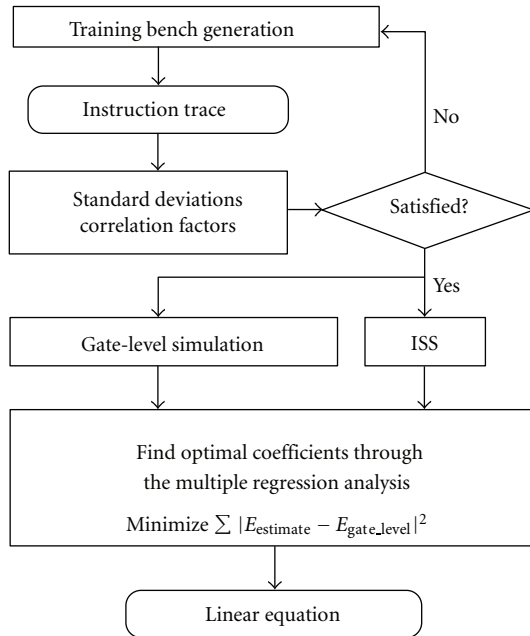 Training bench generation
Instruction trace
No
Standard deviations
correlation factors
Satisfied?
Yes
Gate-level simulation
ISS
Find optimal coefficients through
the multiple regression analysis
Minimize ∑ |E_estimate − E_gate_level|²
Linear equation